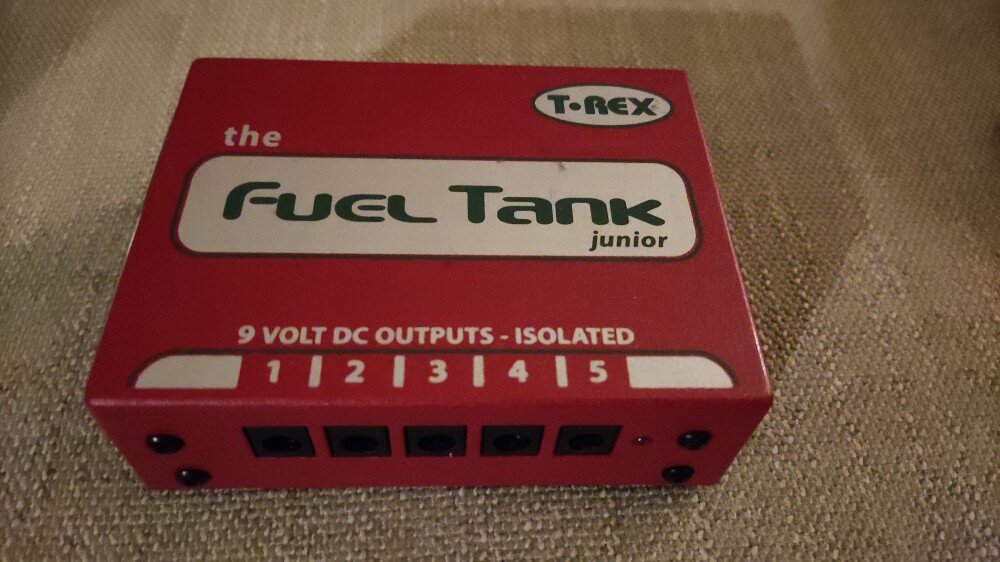 T•REX
the
Fuel Tank
junior
9 VOLT DC OUTPUTS - ISOLATED
1 | 2 | 3 | 4 | 5